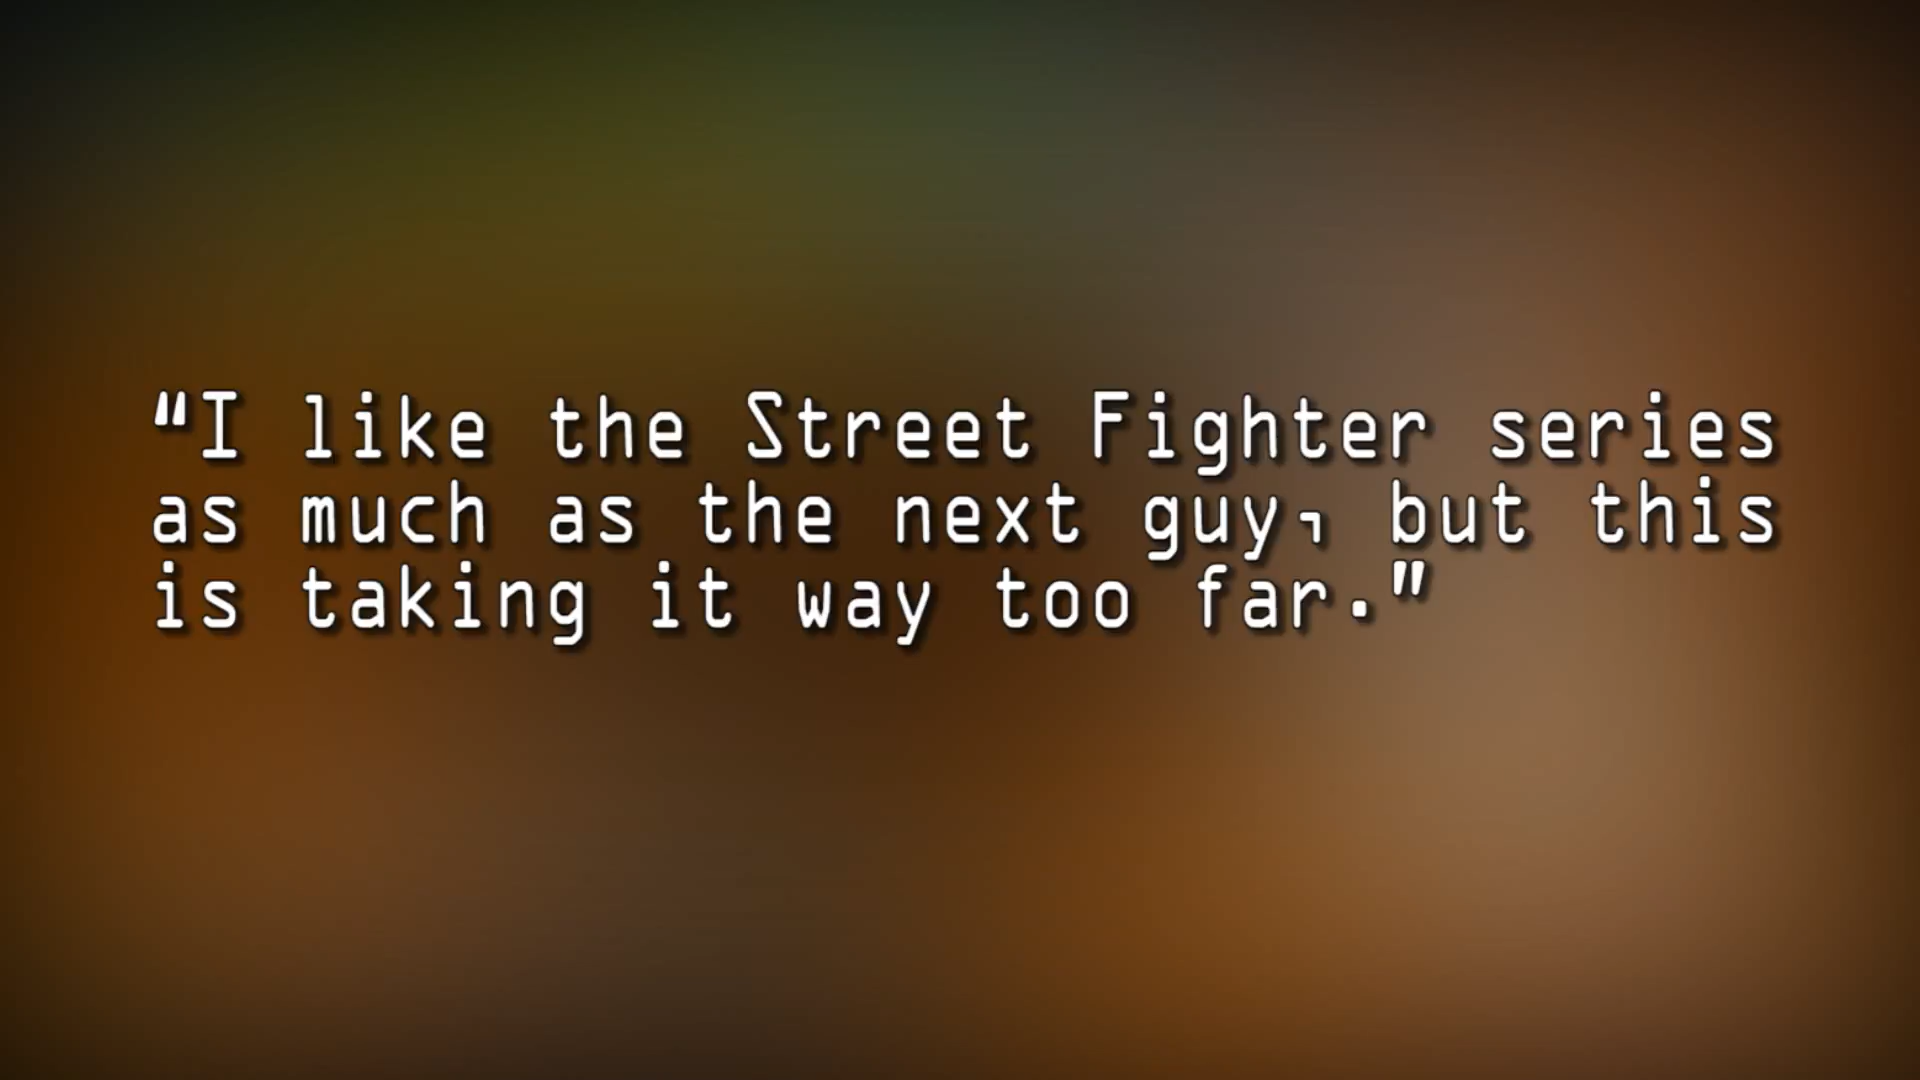 “I like the Street Fighter series
as much as the next guy, but this
is taking it way too far.”